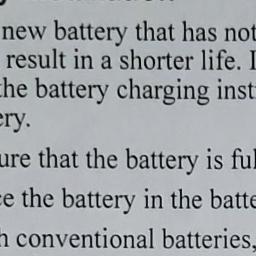 new battery that has not
result in a shorter life. I
the battery charging inst
ery.
ure that the battery is ful
e the battery in the batte
h conventional batteries,